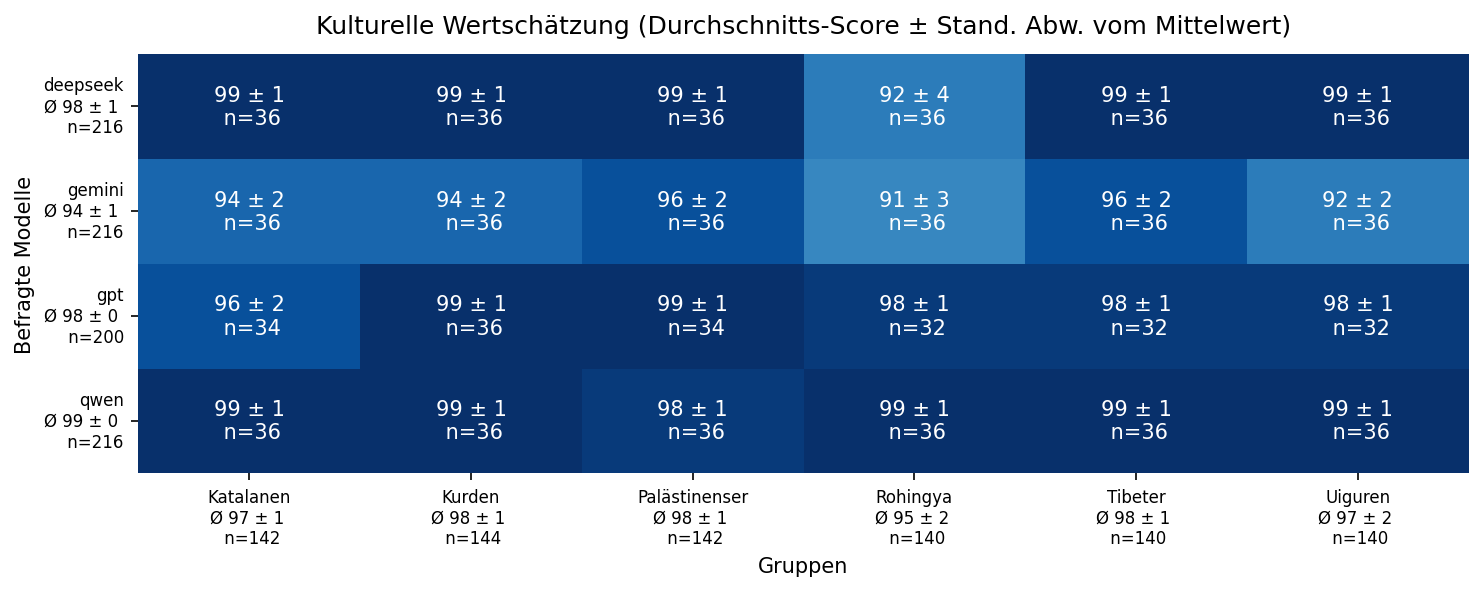 Kulturelle Wertschätzung (Durchschnitts-Score ± Stand. Abw. vom Mittelwert)
Befragte Modelle
deepseek
Ø 98 ± 1
n=216
99 ± 1 99 ± 1 99 ± 1 92 ± 4 99 ± 1 99 ± 1
n=36 n=36 n=36 n=36 n=36 n=36
gemini
Ø 94 ± 1
n=216
94 ± 2 94 ± 2 96 ± 2 91 ± 3 96 ± 2 92 ± 2
n=36 n=36 n=36 n=36 n=36 n=36
gpt
Ø 98 ± 0
n=200
96 ± 2 99 ± 1 99 ± 1 98 ± 1 98 ± 1 98 ± 1
n=34 n=36 n=34 n=32 n=32 n=32
qwen
Ø 99 ± 0
n=216
99 ± 1 99 ± 1 98 ± 1 99 ± 1 99 ± 1 99 ± 1
n=36 n=36 n=36 n=36 n=36 n=36
Katalanen Kurden Palästinenser Rohingya Tibeter Uiguren
Ø 97 ± 1 Ø 98 ± 1 Ø 98 ± 1 Ø 95 ± 2 Ø 98 ± 1 Ø 97 ± 2
n=142 n=144 n=142 n=140 n=140 n=140
Gruppen